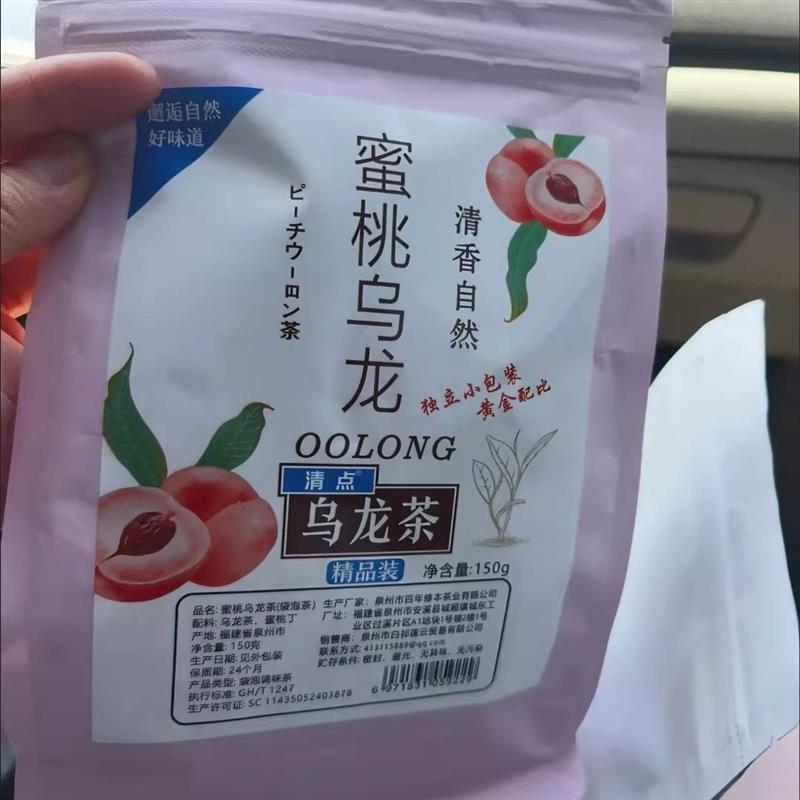 邂逅自然
好味道
蜜桃乌龙
ピーチウーロン茶
清香自然
独立小包装
黄金配比
OOLONG
清点®
乌龙茶
精品装
净含量:150g
品名: 蜜桃乌龙茶(袋泡茶)
配料: 乌龙茶、蜜桃丁
产地: 福建省泉州市
净含量: 150克
生产日期: 见外包装
保质期: 24个月
产品类型: 袋泡调味茶
执行标准: GH/T 1247
生产许可证: SC 11435052403878
生产厂家: 泉州市百年修本茶业有限公司
厂址: 福建省泉州市安溪县城厢镇城东工
业区过溪片区A1地块1号楼2楼1号
销售商: 泉州市白祁莲云贸易有限公司
联系方式: 413115889@qq.com
贮存条件: 密封、避光、无异味、无污染